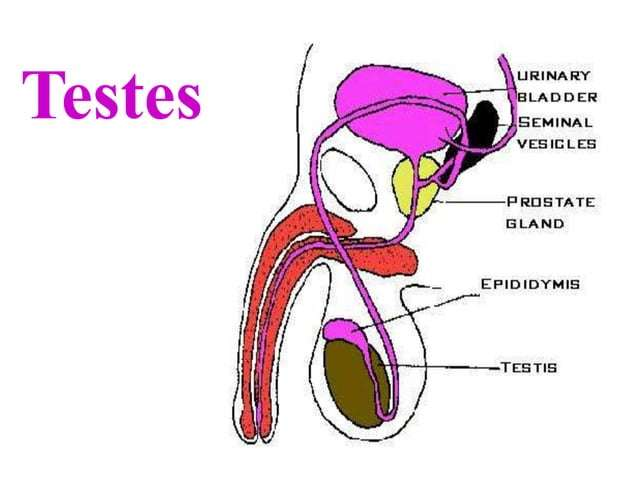 Testes
URINARY
BLADDER
SEMINAL
VESICLES
PROSTATE
GLAND
EPIDIDYMIS
TESTIS